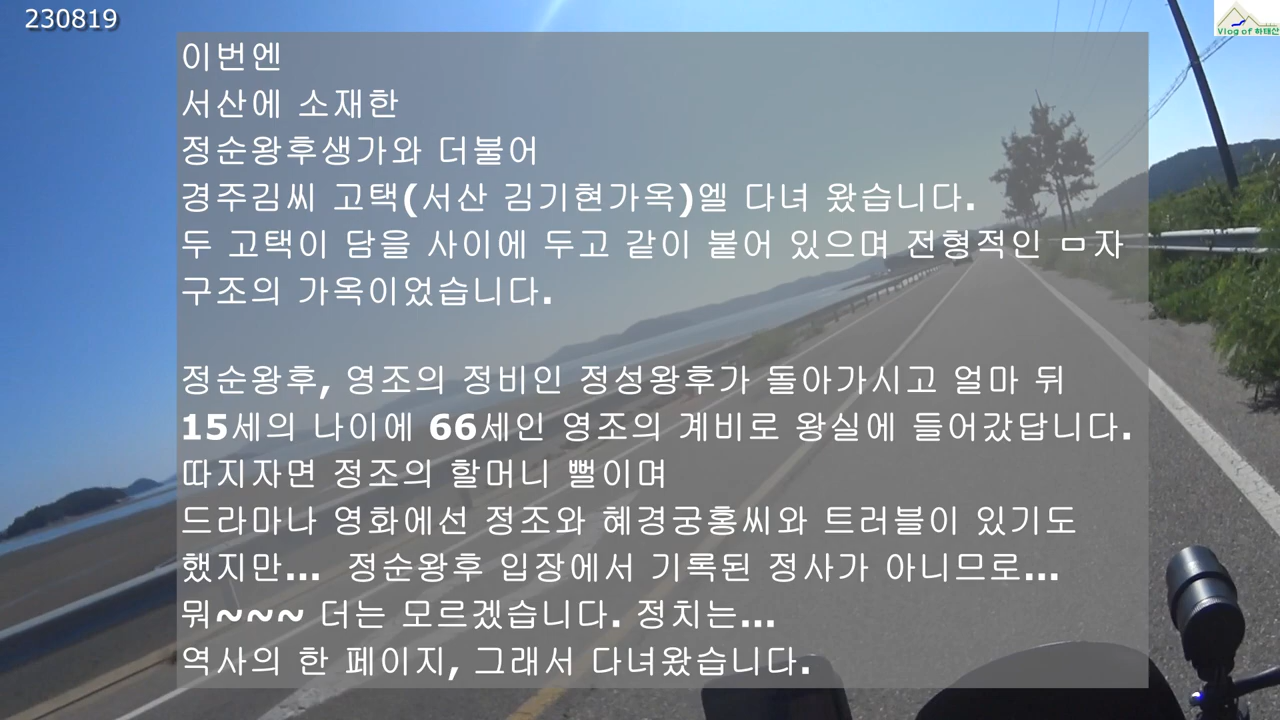 230819
Vlog of 하태산
이번엔
서산에 소재한
정순왕후생가와 더불어
경주김씨 고택(서산 김기현가옥)엘 다녀 왔습니다.
두 고택이 담을 사이에 두고 같이 붙어 있으며 전형적인 ㅁ자
구조의 가옥이었습니다.
정순왕후, 영조의 정비인 정성왕후가 돌아가시고 얼마 뒤
15세의 나이에 66세인 영조의 계비로 왕실에 들어갔답니다.
따지자면 정조의 할머니 뻘이며
드라마나 영화에선 정조와 혜경궁홍씨와 트러블이 있기도
했지만... 정순왕후 입장에서 기록된 정사가 아니므로...
뭐~~~ 더는 모르겠습니다. 정치는...
역사의 한 페이지, 그래서 다녀왔습니다.